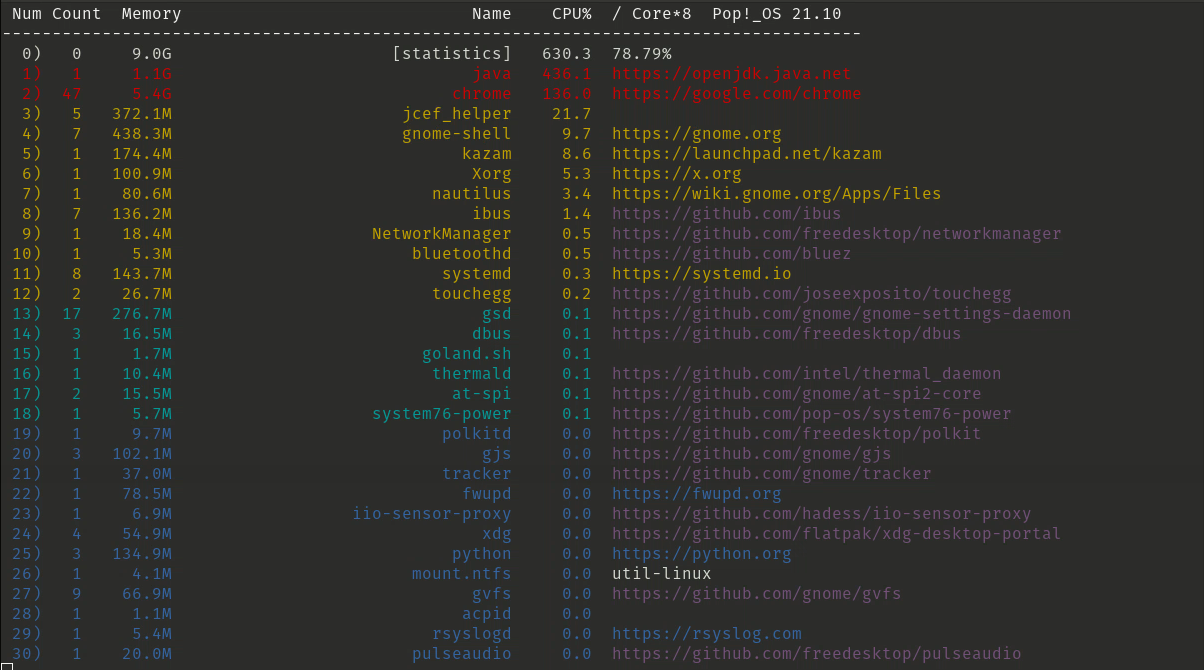 Num Count  Memory                             Name    CPU%  / Core*8  Pop!_OS 21.10
--------------------------------------------------------------------------------------
0)   0     9.0G                      [statistics]   630.3  78.79%
1)   1     1.1G                              java   436.1  https://openjdk.java.net
2)  47     5.4G                            chrome   136.0  https://google.com/chrome
3)   5   372.1M                       jcef_helper    21.7
4)   7   438.3M                       gnome-shell     9.7  https://gnome.org
5)   1   174.4M                             kazam     8.6  https://launchpad.net/kazam
6)   1   100.9M                              Xorg     5.3  https://x.org
7)   1    80.6M                          nautilus     3.4  https://wiki.gnome.org/Apps/Files
8)   7   136.2M                              ibus     1.4  https://github.com/ibus
9)   1    18.4M                    NetworkManager     0.5  https://github.com/freedesktop/networkmanager
10)   1     5.3M                        bluetoothd     0.5  https://github.com/bluez
11)   8   143.7M                           systemd     0.3  https://systemd.io
12)   2    26.7M                          touchegg     0.2  https://github.com/joseexposito/touchegg
13)  17   276.7M                               gsd     0.1  https://github.com/gnome/gnome-settings-daemon
14)   3    16.5M                              dbus     0.1  https://github.com/freedesktop/dbus
15)   1     1.7M                         goland.sh     0.1
16)   1    10.4M                          thermald     0.1  https://github.com/intel/thermal_daemon
17)   2    15.5M                            at-spi     0.1  https://github.com/gnome/at-spi2-core
18)   1     5.7M                    system76-power     0.1  https://github.com/pop-os/system76-power
19)   1     9.7M                           polkitd     0.0  https://github.com/freedesktop/polkit
20)   3   102.1M                               gjs     0.0  https://github.com/gnome/gjs
21)   1    37.0M                           tracker     0.0  https://github.com/gnome/tracker
22)   1    78.5M                             fwupd     0.0  https://fwupd.org
23)   1     6.9M                  iio-sensor-proxy     0.0  https://github.com/hadess/iio-sensor-proxy
24)   4    54.9M                               xdg     0.0  https://github.com/flatpak/xdg-desktop-portal
25)   3   134.9M                            python     0.0  https://python.org
26)   1     4.1M                        mount.ntfs     0.0  util-linux
27)   9    66.9M                              gvfs     0.0  https://github.com/gnome/gvfs
28)   1     1.1M                             acpid     0.0
29)   1     5.4M                          rsyslogd     0.0  https://rsyslog.com
30)   1    20.0M                        pulseaudio     0.0  https://github.com/freedesktop/pulseaudio